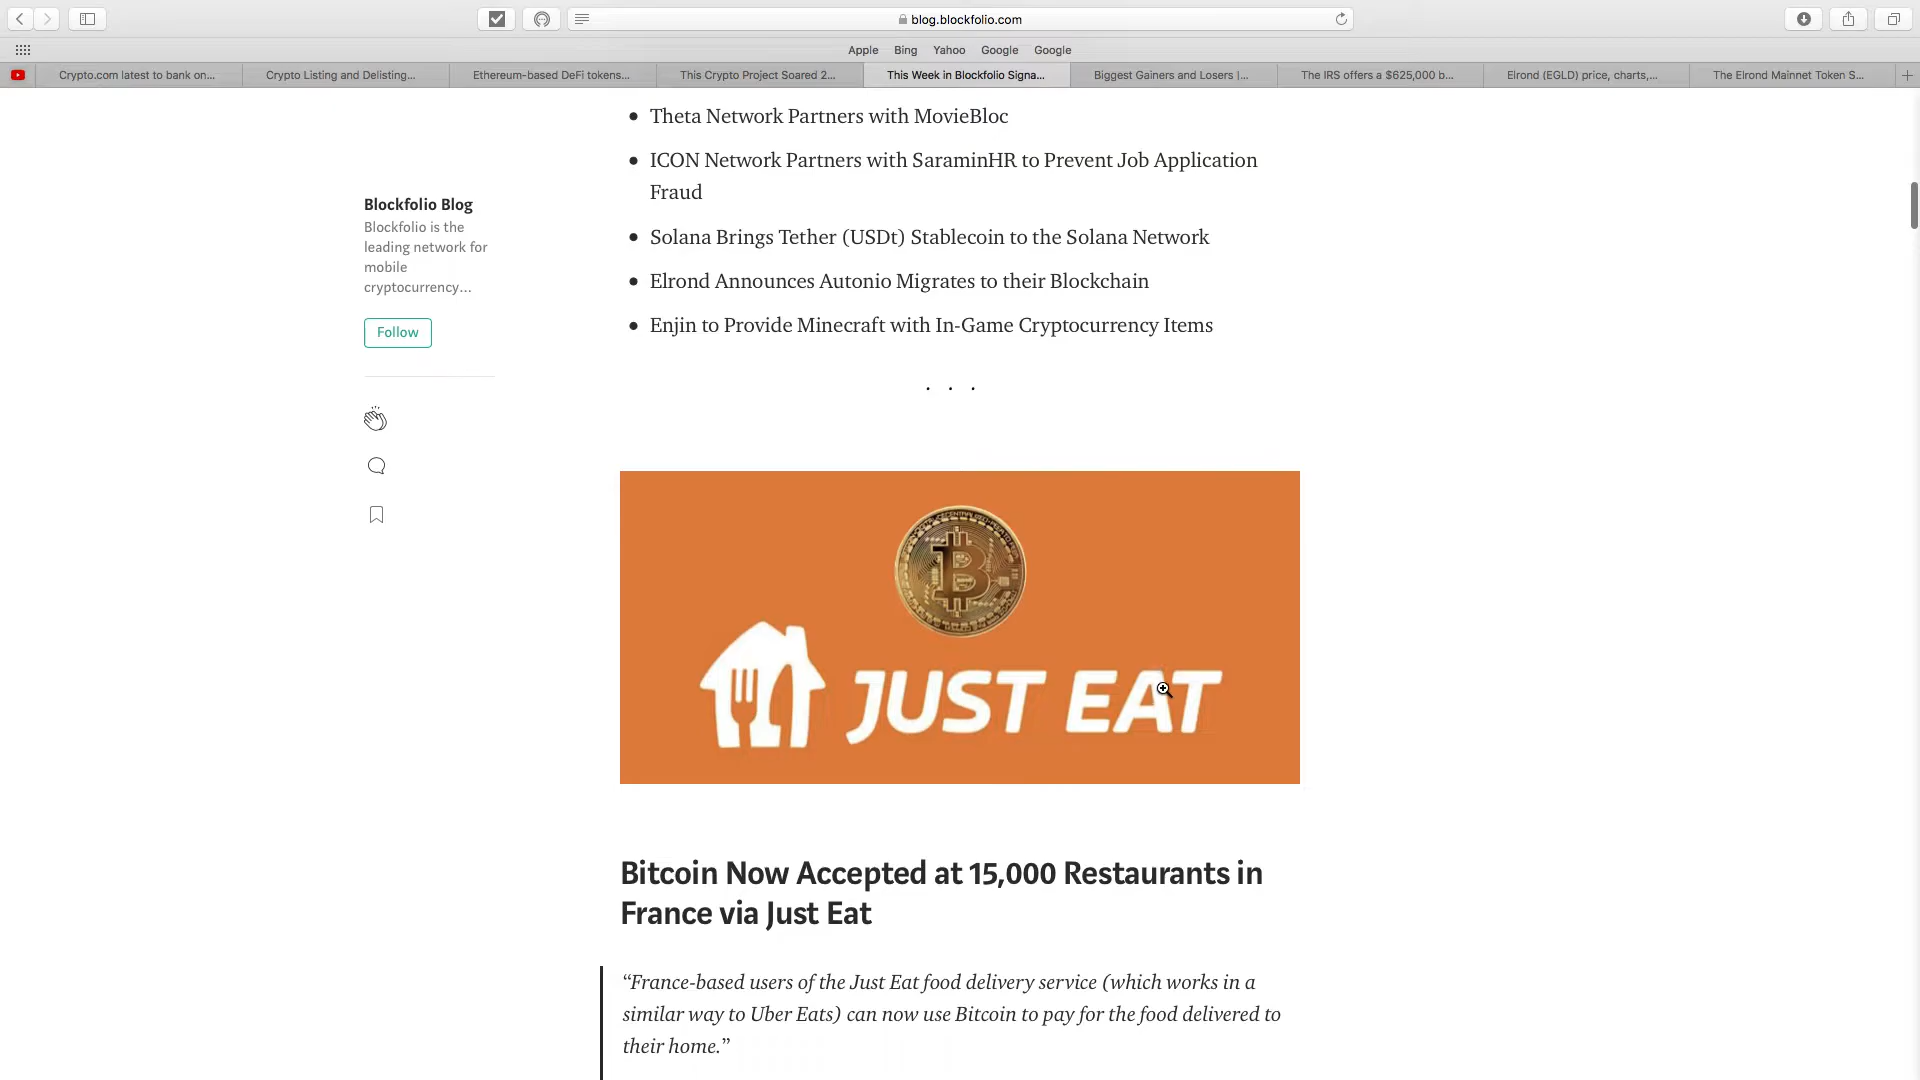 blog.blockfolio.com
Apple Bing Yahoo Google Google
Crypto.com latest to bank on... Crypto Listing and Delisting... Ethereum-based DeFi tokens... This Crypto Project Soared 2... This Week in Blockfolio Signa... Biggest Gainers and Losers |... The IRS offers a $625,000 b... Elrond (EGLD) price, charts,... The Elrond Mainnet Token S...
• Theta Network Partners with MovieBloc
• ICON Network Partners with SaraminHR to Prevent Job Application
Fraud
• Solana Brings Tether (USDt) Stablecoin to the Solana Network
• Elrond Announces Autonio Migrates to their Blockchain
• Enjin to Provide Minecraft with In-Game Cryptocurrency Items
Blockfolio Blog
Blockfolio is the
leading network for
mobile
cryptocurrency...
Follow
. . .
JUST EAT
Bitcoin Now Accepted at 15,000 Restaurants in
France via Just Eat
“France-based users of the Just Eat food delivery service (which works in a
similar way to Uber Eats) can now use Bitcoin to pay for the food delivered to
their home.”